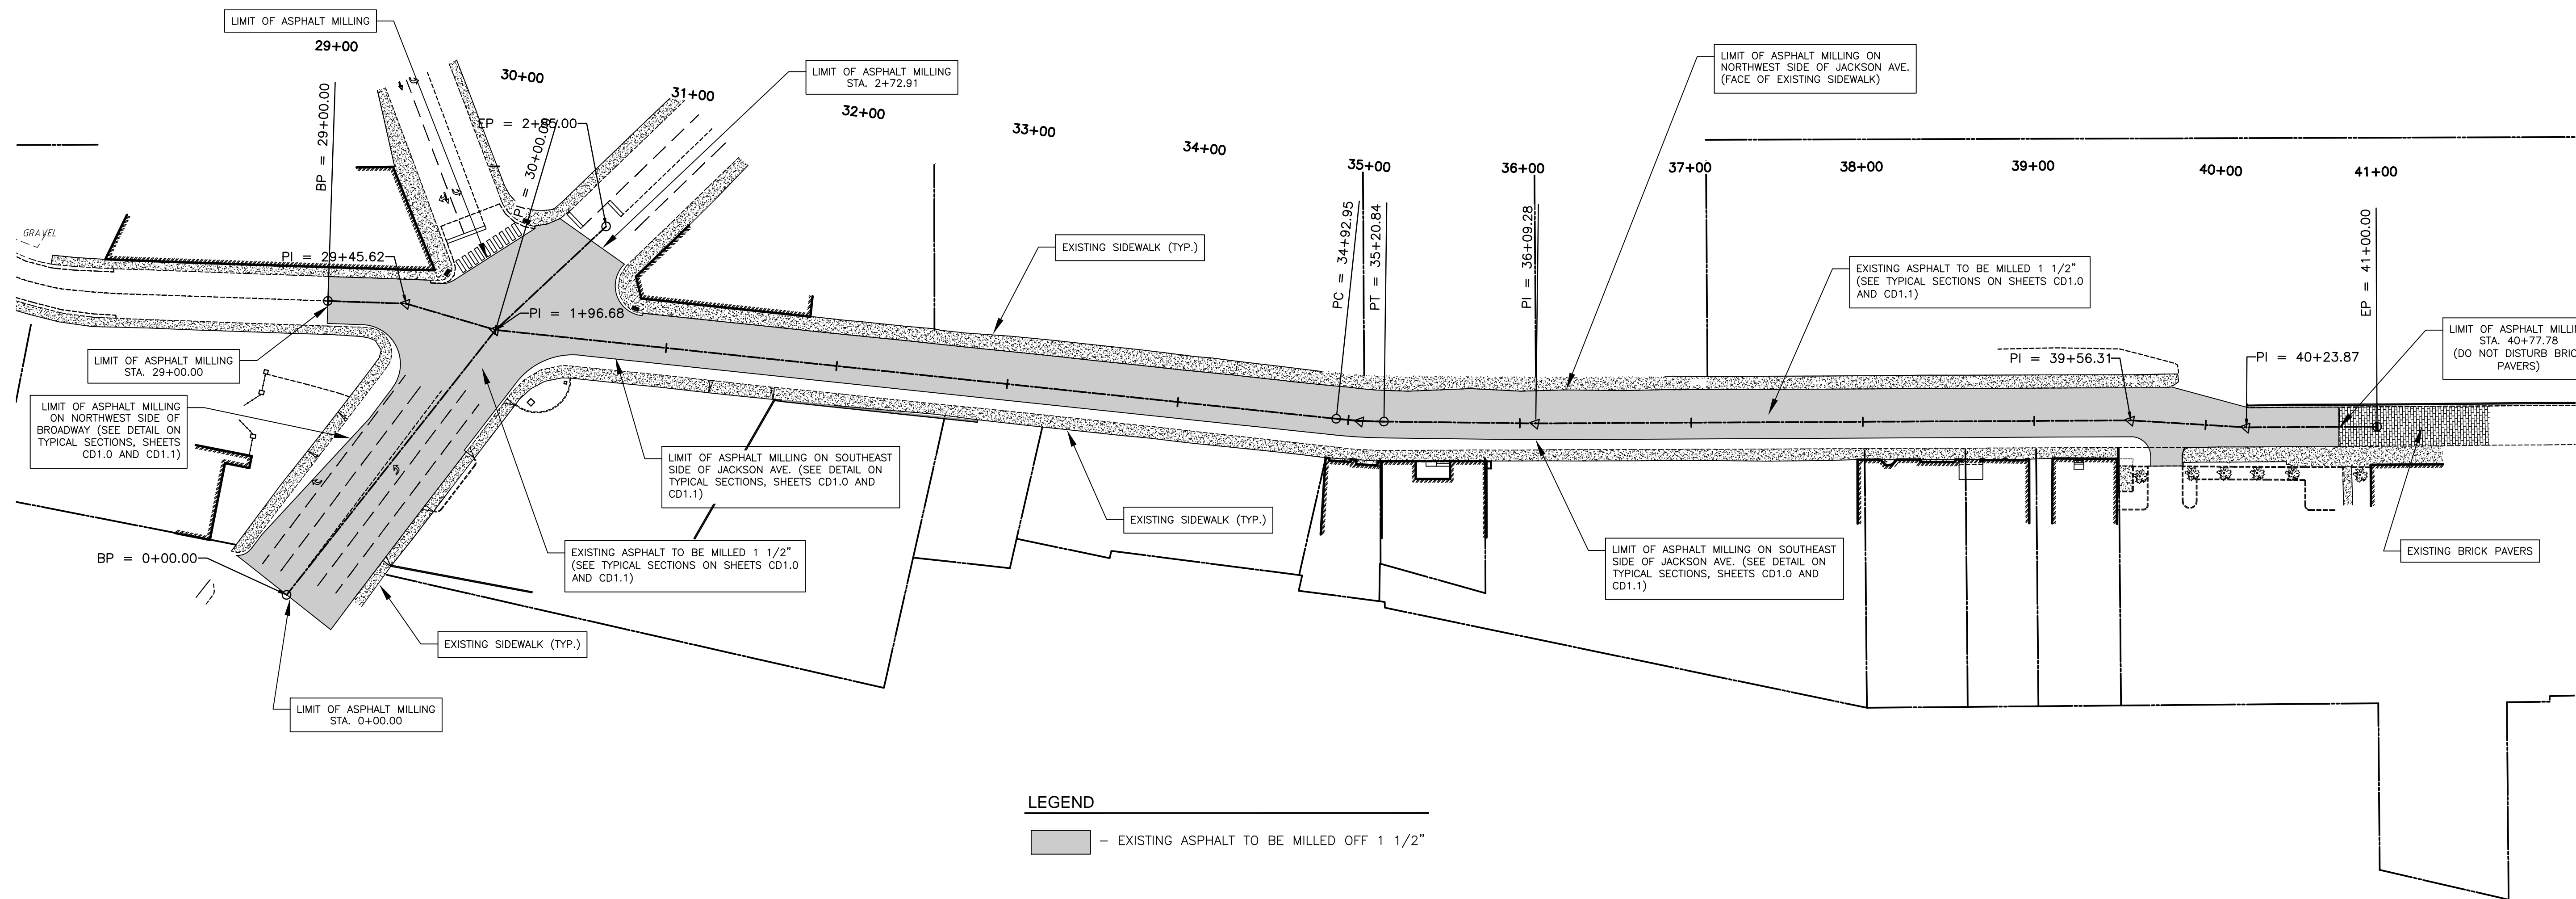 LIMIT OF ASPHALT MILLING
29+00
30+00
31+00
32+00
33+00
34+00
35+00
36+00
37+00
38+00
39+00
40+00
41+00
LIMIT OF ASPHALT MILLING
STA. 2+72.91
LIMIT OF ASPHALT MILLING ON
NORTHWEST SIDE OF JACKSON AVE.
(FACE OF EXISTING SIDEWALK)
BP = 29+00.00
EP = 2+85.00
PI = 30+00.00
GRAVEL
PI = 29+45.62
PI = 1+96.68
EXISTING SIDEWALK (TYP.)
PC = 34+92.95
PT = 35+20.84
PI = 36+09.28
EXISTING ASPHALT TO BE MILLED 1 1/2"
(SEE TYPICAL SECTIONS ON SHEETS CD1.0
AND CD1.1)
EP = 41+00.00
PI = 39+56.31
PI = 40+23.87
LIMIT OF ASPHALT
STA. 40+77.78
(DO NOT DISTURB
PAVERS)
LIMIT OF ASPHALT MILLING
STA. 29+00.00
LIMIT OF ASPHALT MILLING
ON NORTHWEST SIDE OF
BROADWAY (SEE DETAIL ON
TYPICAL SECTIONS, SHEETS
CD1.0 AND CD1.1)
LIMIT OF ASPHALT MILLING ON SOUTHEAST
SIDE OF JACKSON AVE. (SEE DETAIL ON
TYPICAL SECTIONS, SHEETS CD1.0 AND
CD1.1)
EXISTING SIDEWALK (TYP.)
BP = 0+00.00
EXISTING ASPHALT TO BE MILLED 1 1/2"
(SEE TYPICAL SECTIONS ON SHEETS CD1.0
AND CD1.1)
LIMIT OF ASPHALT MILLING ON SOUTHEAST
SIDE OF JACKSON AVE. (SEE DETAIL ON
TYPICAL SECTIONS, SHEETS CD1.0 AND
CD1.1)
EXISTING BRICK PAVERS
EXISTING SIDEWALK (TYP.)
LIMIT OF ASPHALT MILLING
STA. 0+00.00
LEGEND
- EXISTING ASPHALT TO BE MILLED OFF 1 1/2"